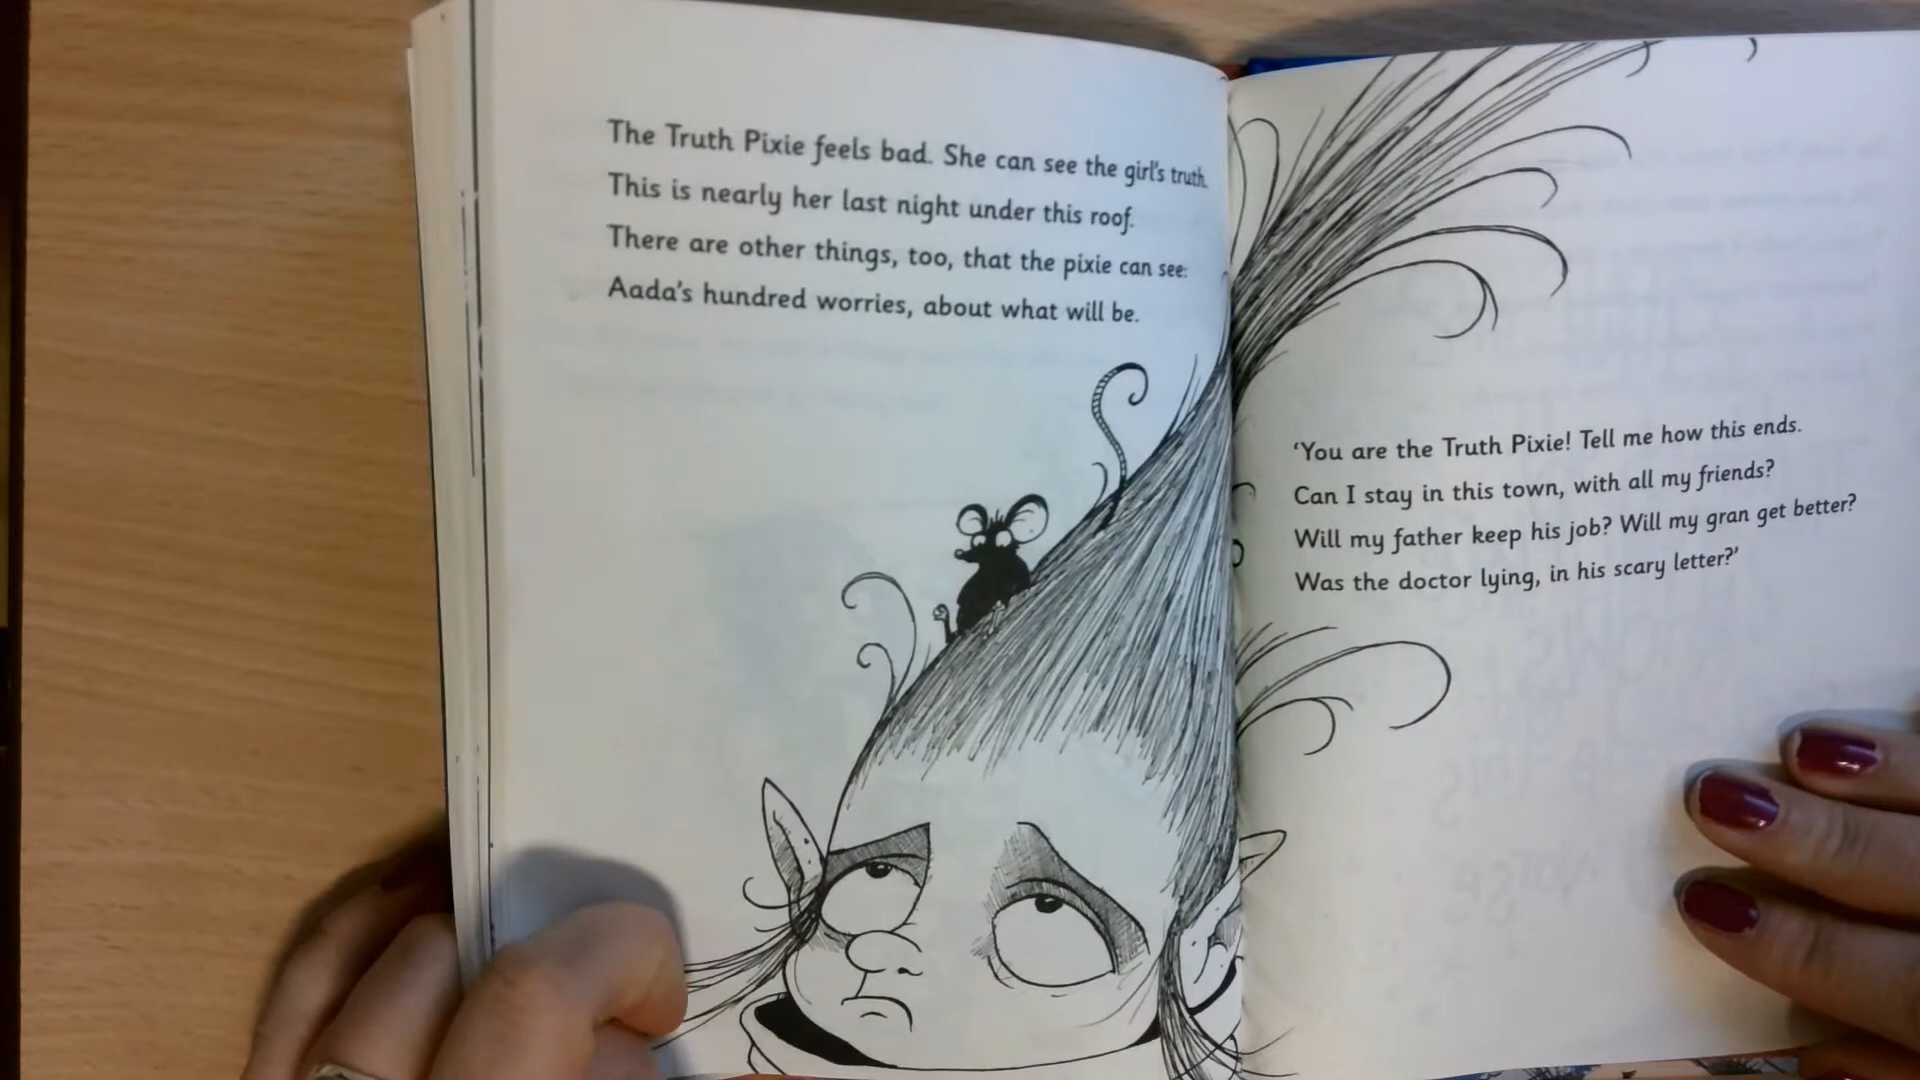 The Truth Pixie feels bad. She can see the girl's truth.
This is nearly her last night under this roof.
There are other things, too, that the pixie can see:
Aada's hundred worries, about what will be.
‘You are the Truth Pixie! Tell me how this ends.
Can I stay in this town, with all my friends?
Will my father keep his job? Will my gran get better?
Was the doctor lying, in his scary letter?’